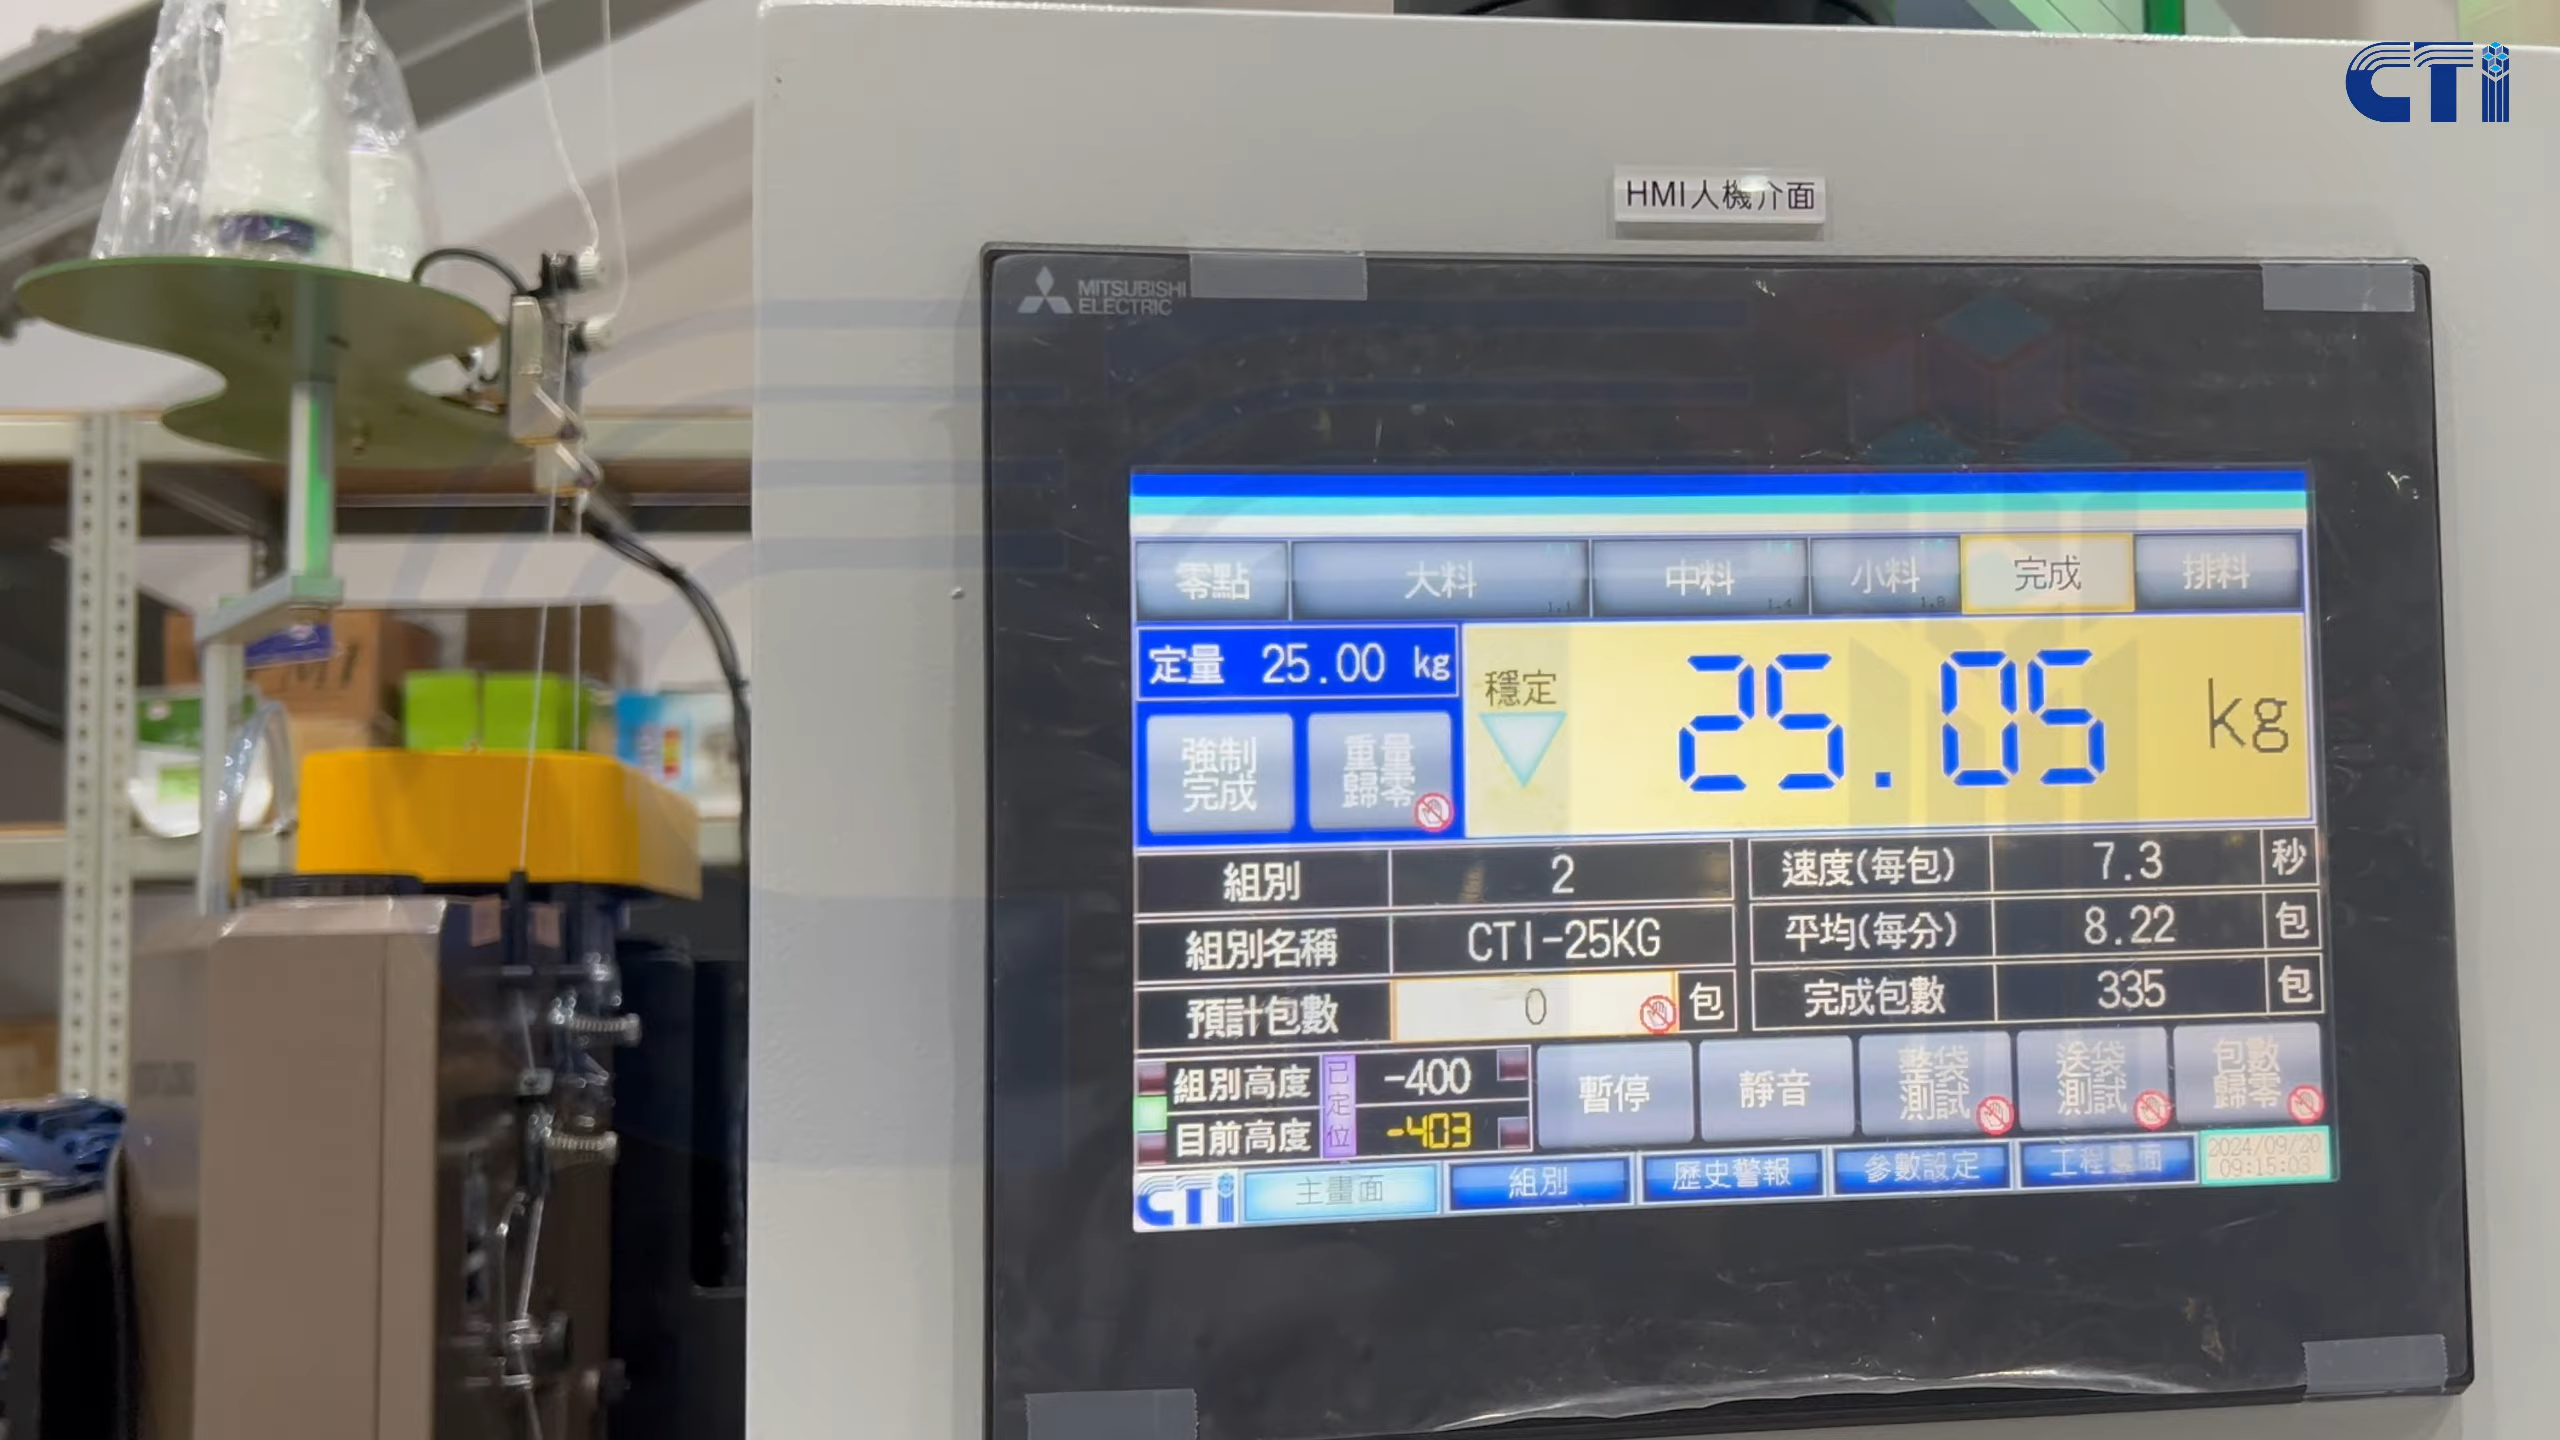 CTi
HMI人機介面
MITSUBISHI
ELECTRIC
零點 大料 中料 小料 完成 排料
定量 25.00 kg
穩定
25.05 kg
強制
完成
重量
歸零
組別 2
速度(每包) 7.3 秒
組別名稱 CTI-25KG
平均(每分) 8.22 包
預計包數 0 包
完成包數 335 包
組別高度 -400
目前高度 -403
已定位
暫停
靜音
整袋
測試
送袋
測試
包數
歸零
CTi 主畫面 組別 歷史警報 參數設定 工程畫面
2024/09/20
09:15:03